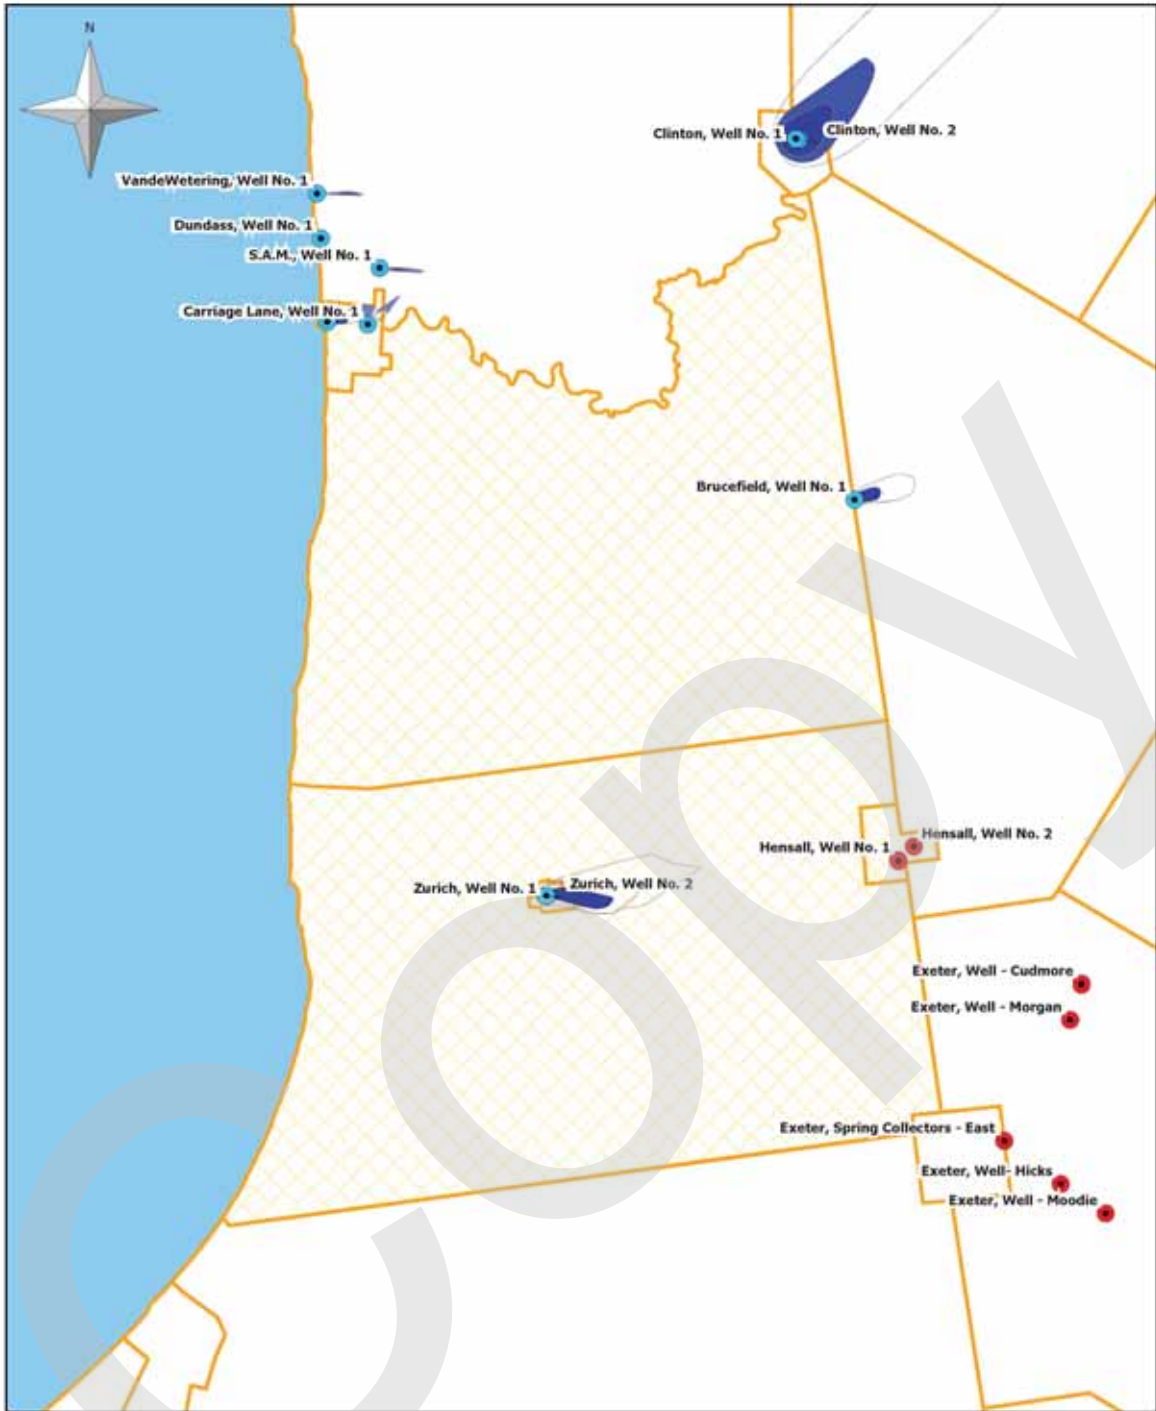 N
Clinton, Well No. 1
Clinton, Well No. 2
VandeWetering, Well No. 1
Dundass, Well No. 1
S.A.M., Well No. 1
Carriage Lane, Well No. 1
Brucefield, Well No. 1
Hensall, Well No. 2
Hensall, Well No. 1
Zurich, Well No. 1
Zurich, Well No. 2
Exeter, Well - Cudmore
Exeter, Well - Morgan
Exeter, Spring Collectors - East
Exeter, Well- Hicks
Exeter, Well - Moodie
Copy